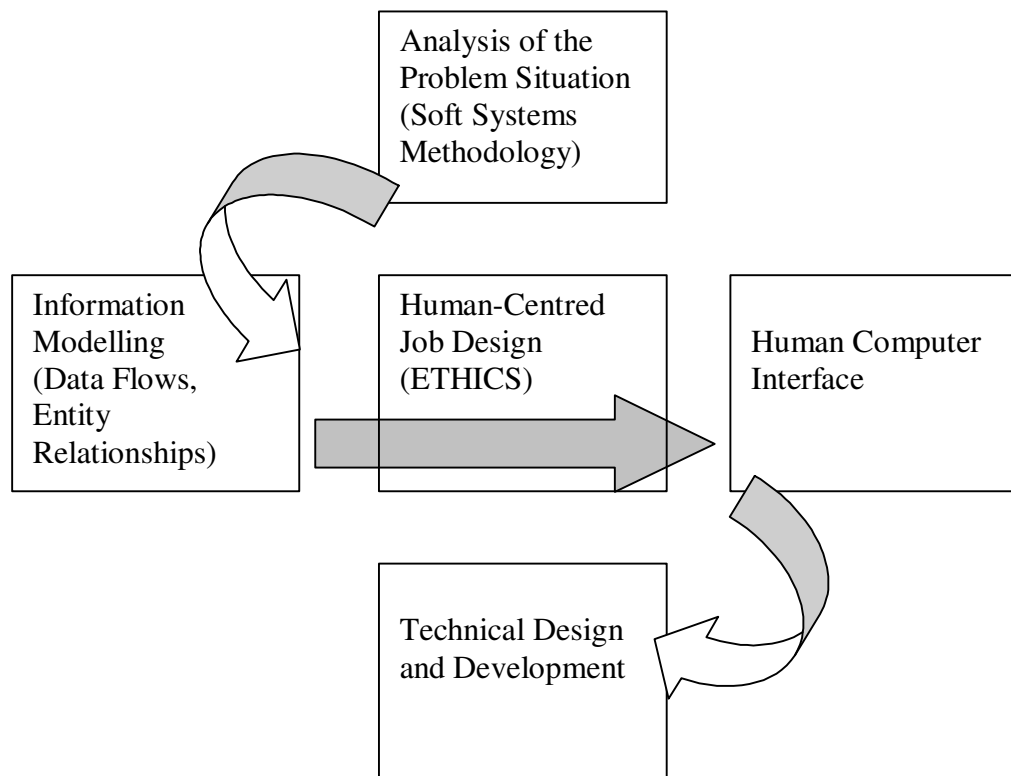 Analysis of the
Problem Situation
(Soft Systems
Methodology)
Information
Modelling
(Data Flows,
Entity
Relationships)
Human-Centred
Job Design
(ETHICS)
Human Computer
Interface
Technical Design
and Development